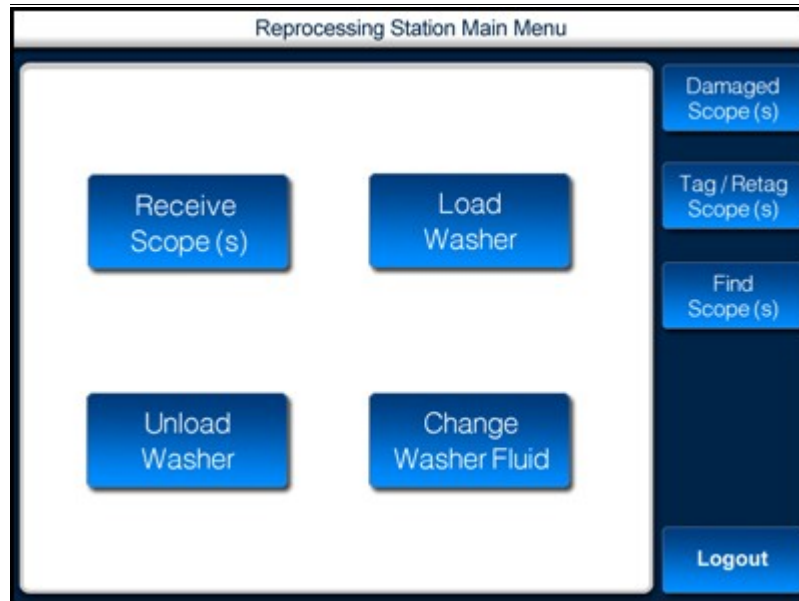 Reprocessing Station Main Menu
Receive
Scope (s)
Load
Washer
Unload
Washer
Change
Washer Fluid
Damaged
Scope (s)
Tag / Retag
Scope (s)
Find
Scope (s)
Logout